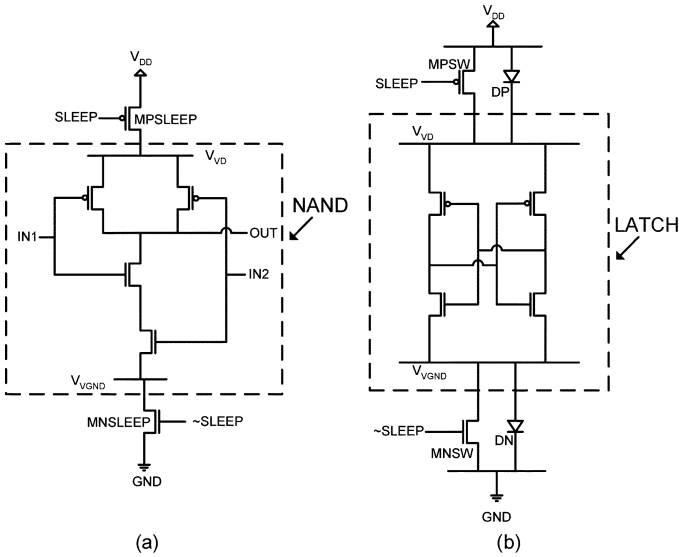 VDD
SLEEP
MPSLEEP
VVD
NAND
IN1
OUT
IN2
VVGND
MNSLEEP
~SLEEP
GND
(a)
VDD
MPSW
SLEEP
DP
VVD
LATCH
VVGND
~SLEEP
MNSW
DN
GND
(b)